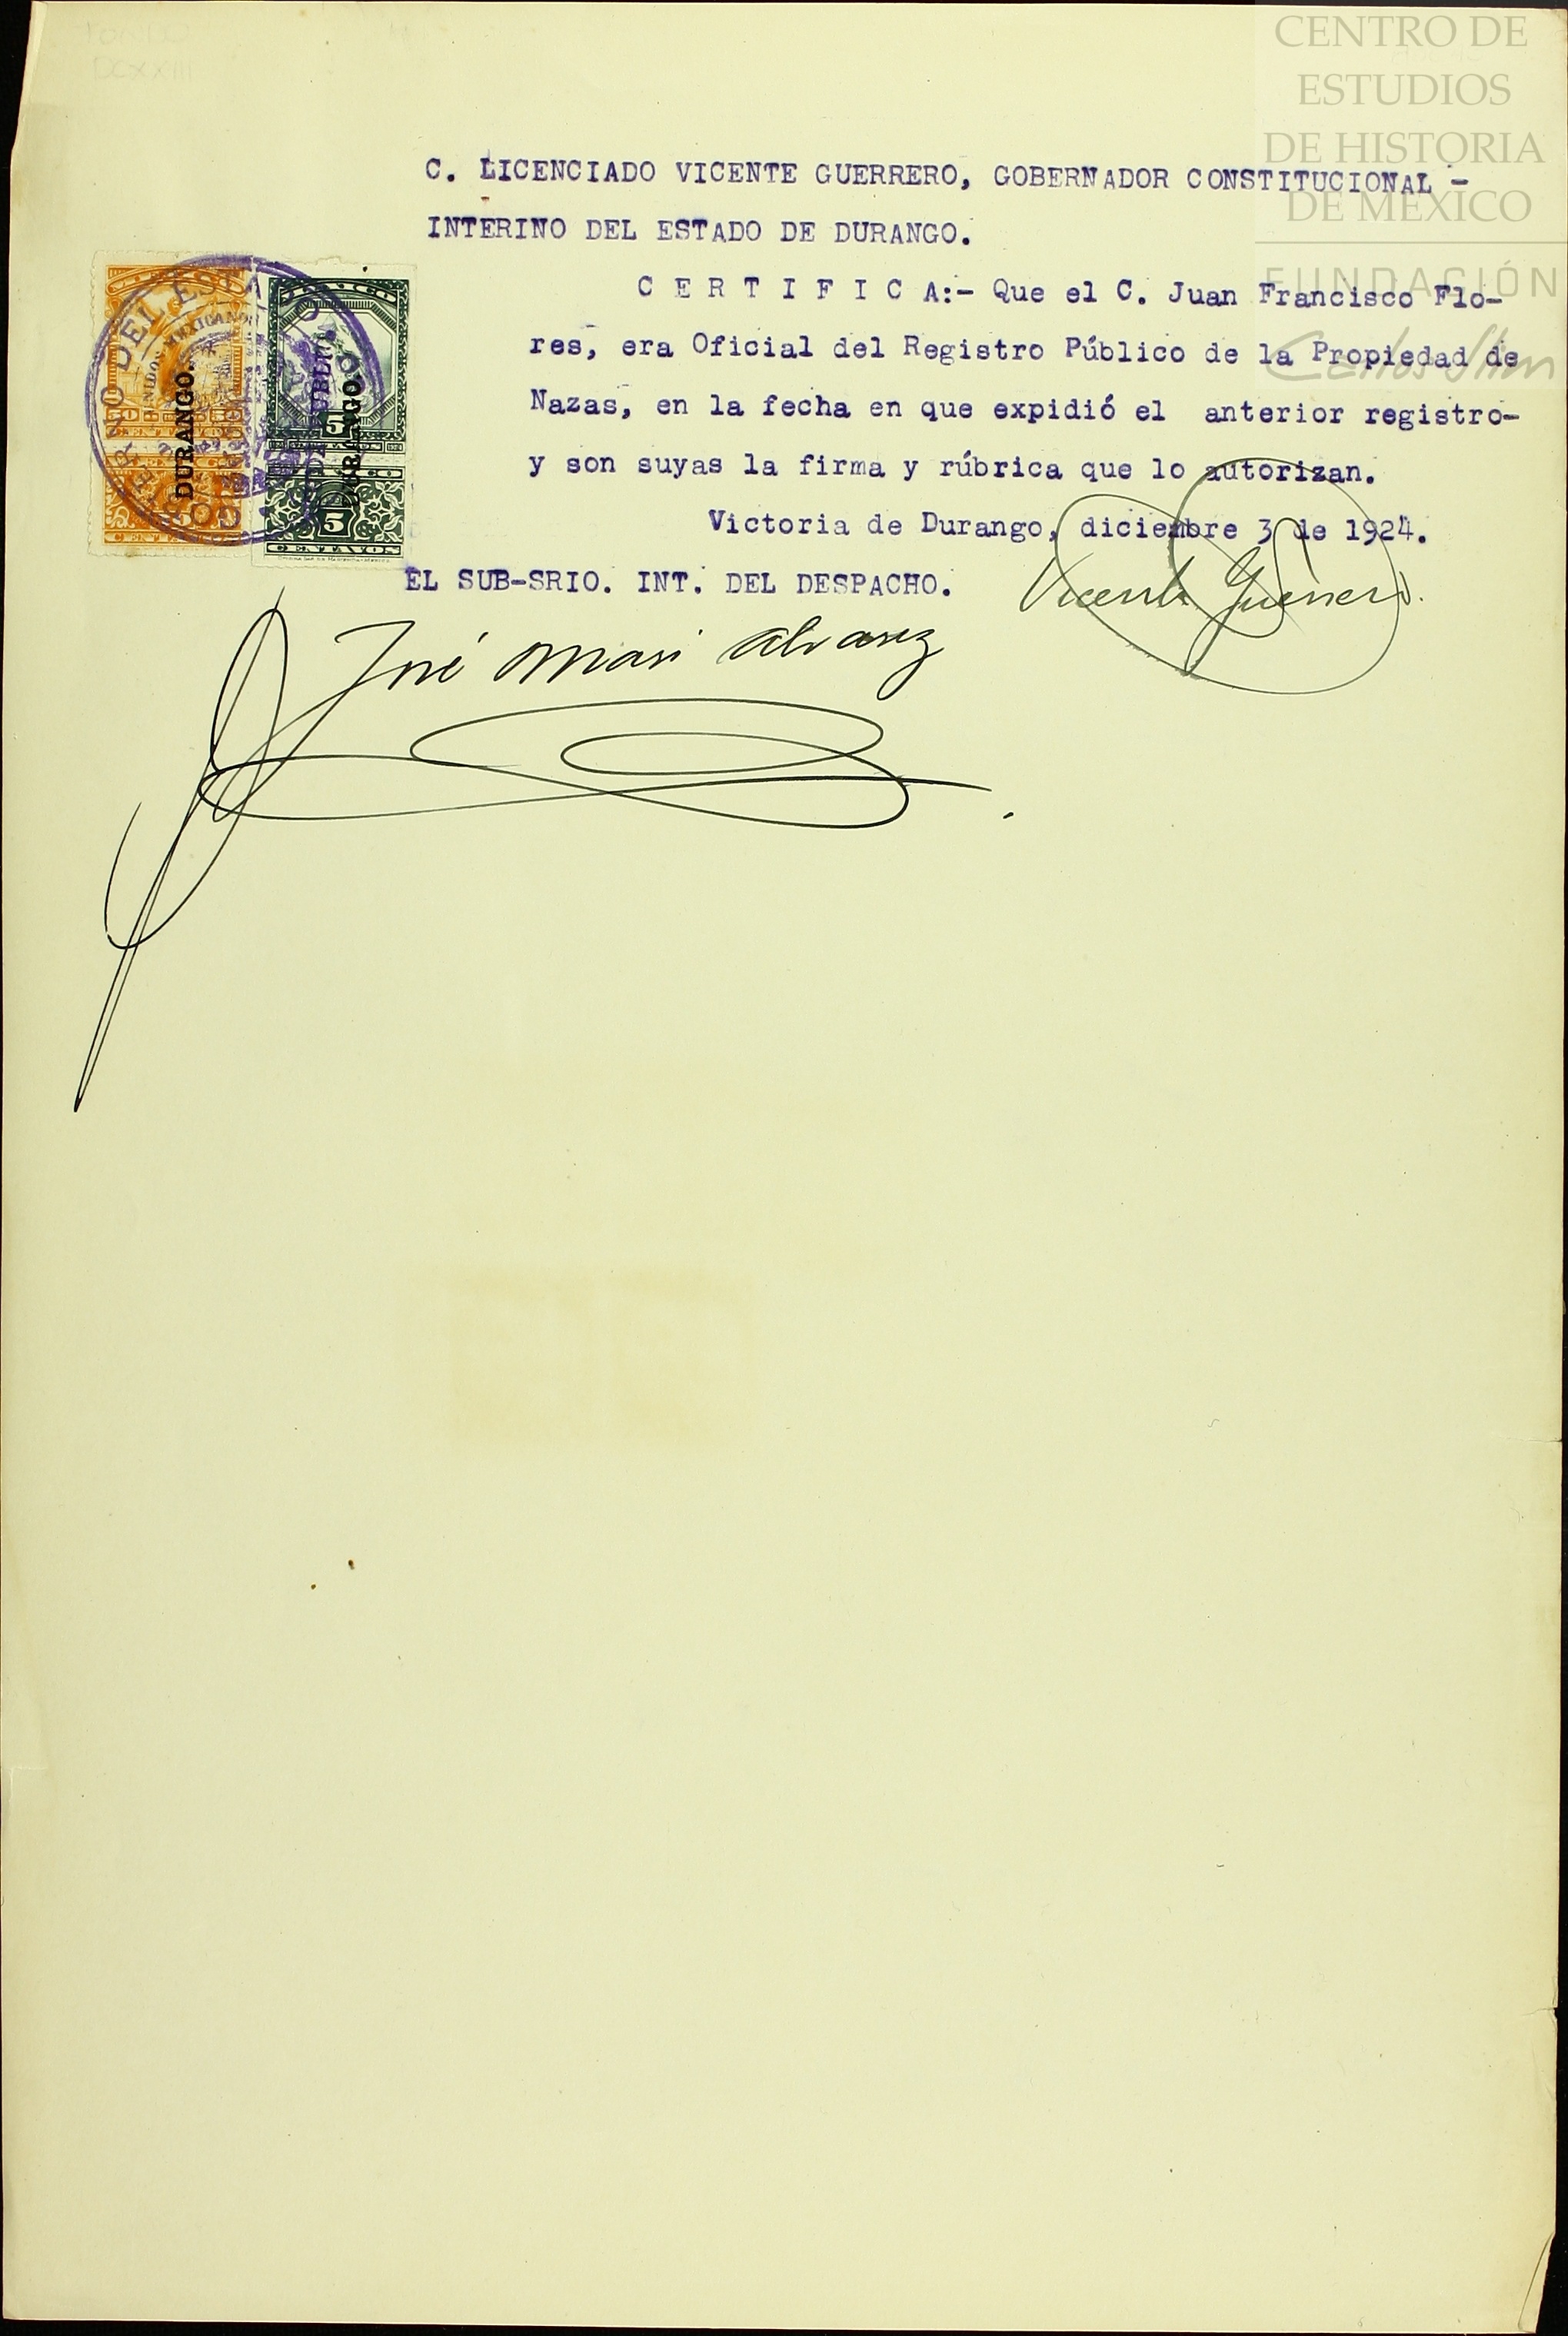 CENTRO DE
ESTUDIOS
DE HISTORIA
DE MÉXICO
FUNDACIÓN
Carlos Slim
C. LICENCIADO VICENTE GUERRERO, GOBERNADOR CONSTITUCIONAL -
INTERINO DEL ESTADO DE DURANGO.
C E R T I F I C A:- Que el C. Juan Francisco Flo-
res, era Oficial del Registro Público de la Propiedad de
Nazas, en la fecha en que expidió el anterior registro-
y son suyas la firma y rúbrica que lo autorizan.
Victoria de Durango, diciembre 3 de 1924.
EL SUB-SRIO. INT. DEL DESPACHO.
Vicente Guerrero.
José Alvarez
DURANGO.
DURANGO.
5
5
CENTAVOS